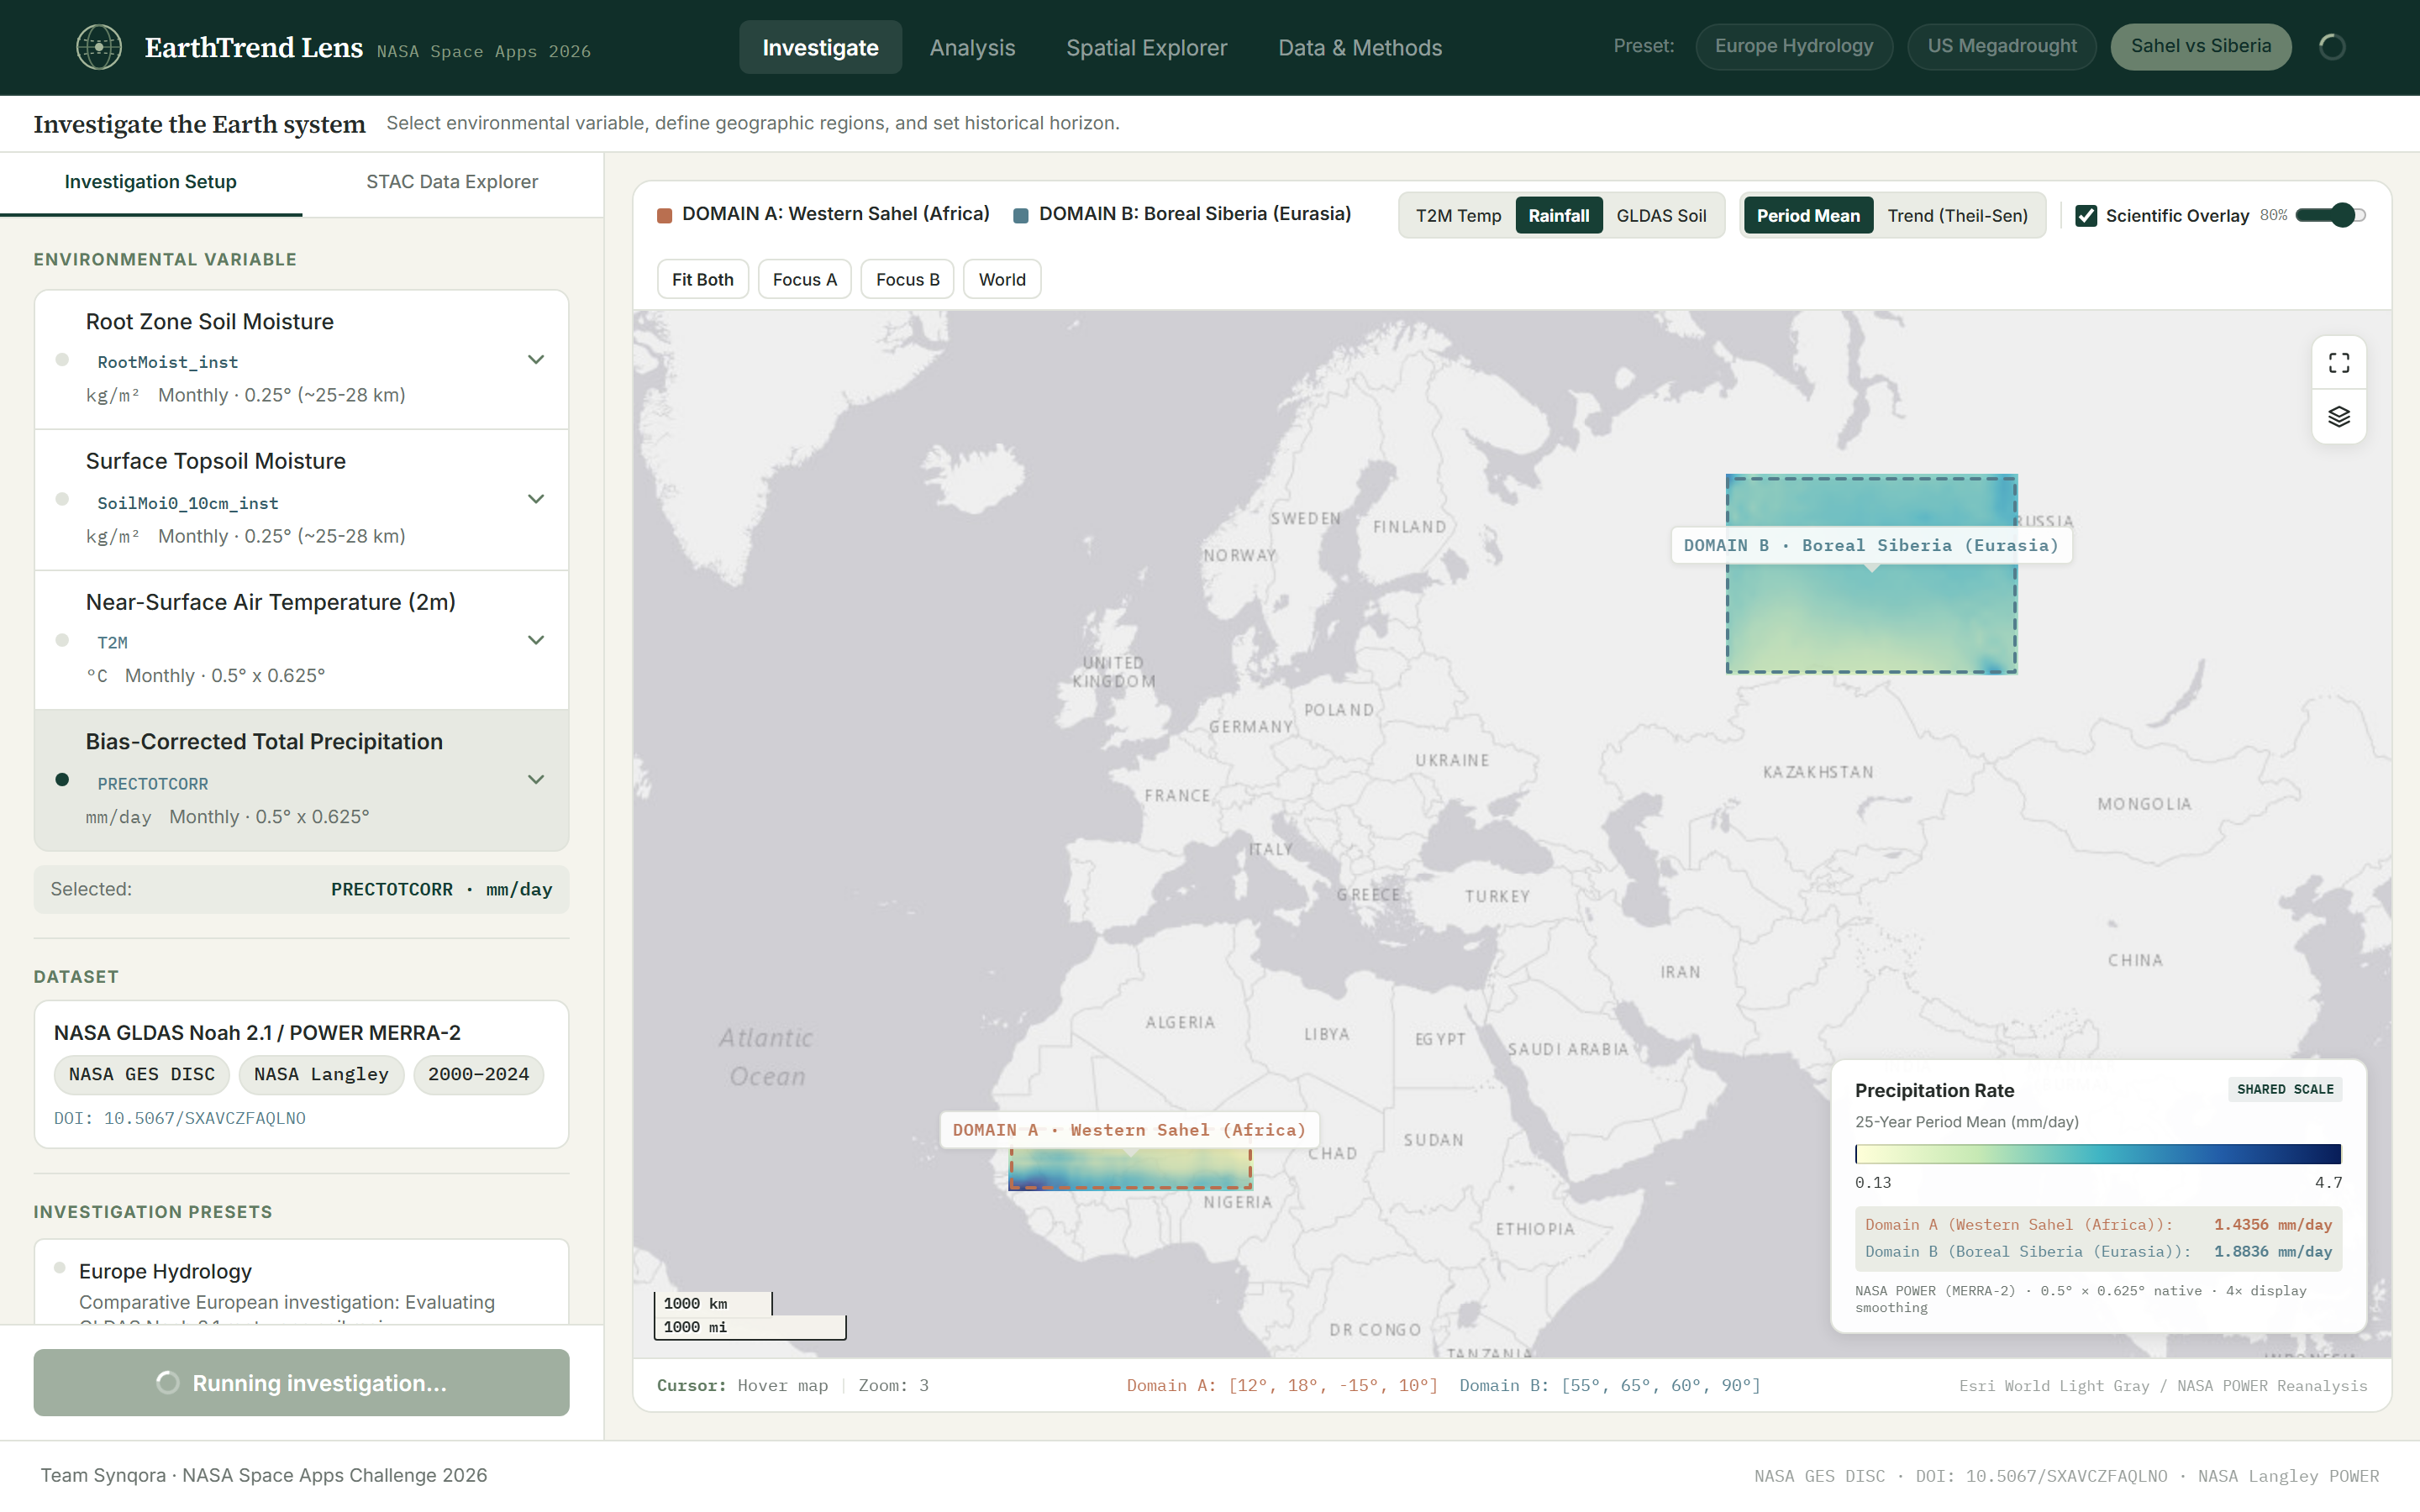 EarthTrend Lens NASA Space Apps 2026
Investigate Analysis Spatial Explorer Data & Methods
Preset: Europe Hydrology US Megadrought Sahel vs Siberia
Investigate the Earth system Select environmental variable, define geographic regions, and set historical horizon.
Investigation Setup STAC Data Explorer
ENVIRONMENTAL VARIABLE
Root Zone Soil Moisture
RootMoist_inst
kg/m² Monthly · 0.25° (~25-28 km)
Surface Topsoil Moisture
SoilMoi0_10cm_inst
kg/m² Monthly · 0.25° (~25-28 km)
Near-Surface Air Temperature (2m)
T2M
°C Monthly · 0.5° x 0.625°
Bias-Corrected Total Precipitation
PRECTOTCORR
mm/day Monthly · 0.5° x 0.625°
Selected: PRECTOTCORR · mm/day
DATASET
NASA GLDAS Noah 2.1 / POWER MERRA-2
NASA GES DISC NASA Langley 2000–2024
DOI: 10.5067/SXAVCZFAQLNO
INVESTIGATION PRESETS
Europe Hydrology
Comparative European investigation: Evaluating
Running investigation...
DOMAIN A: Western Sahel (Africa) DOMAIN B: Boreal Siberia (Eurasia)
T2M Temp Rainfall GLDAS Soil
Period Mean Trend (Theil-Sen)
Scientific Overlay 80%
Fit Both Focus A Focus B World
SWEDEN
FINLAND
RUSSIA
DOMAIN B · Boreal Siberia (Eurasia)
NORWAY
UNITED
KINGDOM
POLAND
GERMANY
UKRAINE
KAZAKHSTAN
FRANCE
MONGOLIA
ITALY
GREECE
TURKEY
CHINA
IRAN
ALGERIA
LIBYA
EGYPT
SAUDI ARABIA
Atlantic
Ocean
DOMAIN A · Western Sahel (Africa)
SUDAN
CHAD
NIGERIA
ETHIOPIA
DR CONGO
TANZANIA
1000 km
1000 mi
Precipitation Rate SHARED SCALE
25-Year Period Mean (mm/day)
0.13 4.7
Domain A (Western Sahel (Africa)): 1.4356 mm/day
Domain B (Boreal Siberia (Eurasia)): 1.8836 mm/day
NASA POWER (MERRA-2) · 0.5° × 0.625° native · 4× display
smoothing
Cursor: Hover map | Zoom: 3
Domain A: [12°, 18°, -15°, 10°] Domain B: [55°, 65°, 60°, 90°]
Esri World Light Gray / NASA POWER Reanalysis
Team Synqora · NASA Space Apps Challenge 2026
NASA GES DISC · DOI: 10.5067/SXAVCZFAQLNO · NASA Langley POWER